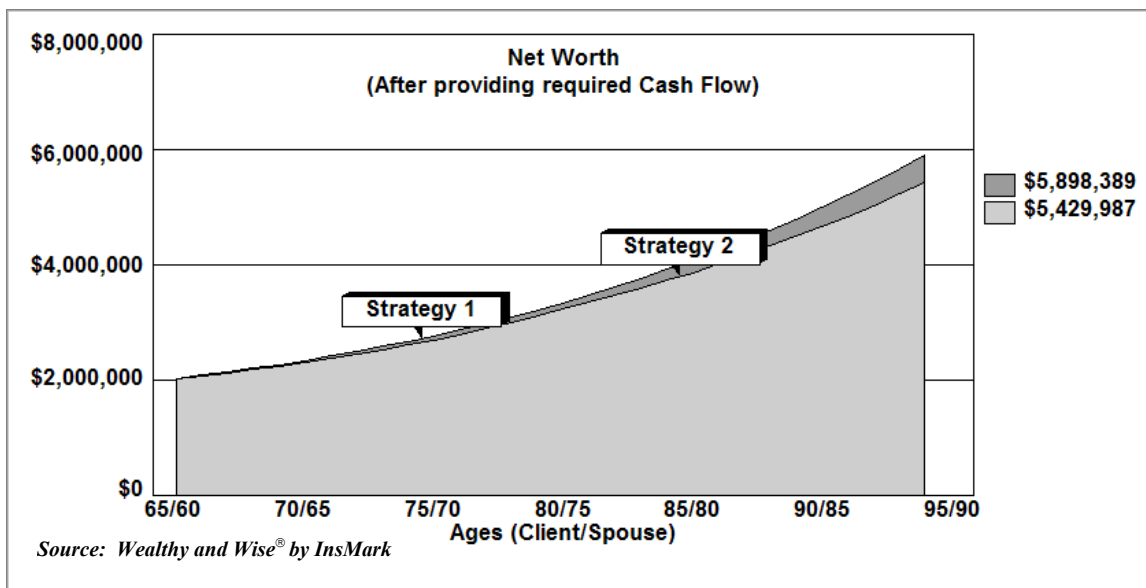 Net Worth
(After providing required Cash Flow)
$8,000,000
$6,000,000
$4,000,000
$2,000,000
$0
Strategy 1
Strategy 2
$5,898,389
$5,429,987
65/60 70/65 75/70 80/75 85/80 90/85 95/90
Ages (Client/Spouse)
Source: Wealthy and Wise® by InsMark